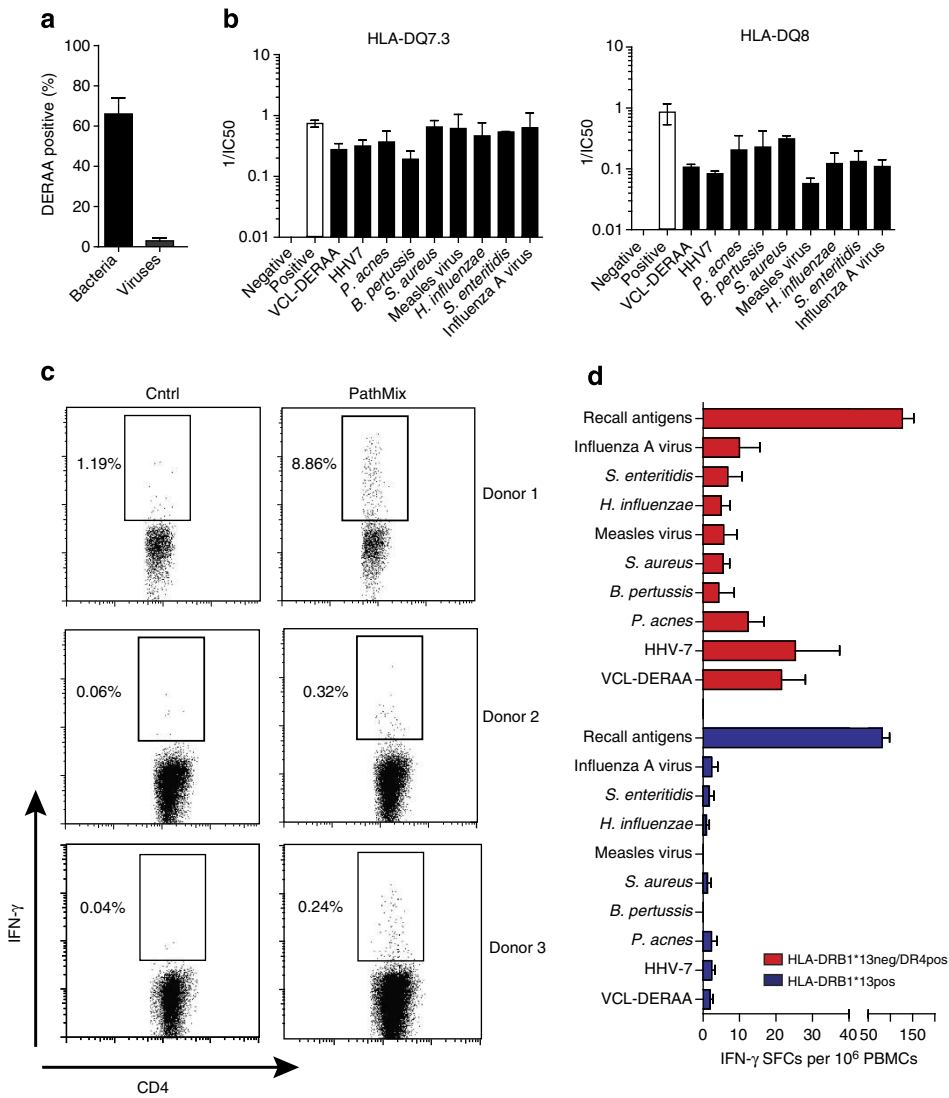 a
DERAA positive (%)
100
80
60
40
20
0
Bacteria
Viruses
b
HLA-DQ7.3
1/IC50
10
1
0.1
0.01
Negative
Positive
VCL-DERAA
HHV7
P. acnes
B. pertussis
S. aureus
Measles virus
H. influenzae
S. enteritidis
Influenza A virus
HLA-DQ8
1/IC50
10
1
0.1
0.01
Negative
Positive
VCL-DERAA
HHV7
P. acnes
B. pertussis
S. aureus
Measles virus
H. influenzae
S. enteritidis
Influenza A virus
c
Cntrl
PathMix
1.19%
8.86%
Donor 1
0.06%
0.32%
Donor 2
0.04%
0.24%
Donor 3
IFN-γ
CD4
d
Recall antigens
Influenza A virus
S. enteritidis
H. influenzae
Measles virus
S. aureus
B. pertussis
P. acnes
HHV-7
VCL-DERAA
Recall antigens
Influenza A virus
S. enteritidis
H. influenzae
Measles virus
S. aureus
B. pertussis
P. acnes
HHV-7
VCL-DERAA
HLA-DRB1*13neg/DR4pos
HLA-DRB1*13pos
0 10 20 30 40 50 150
IFN-γ SFCs per 10⁶ PBMCs